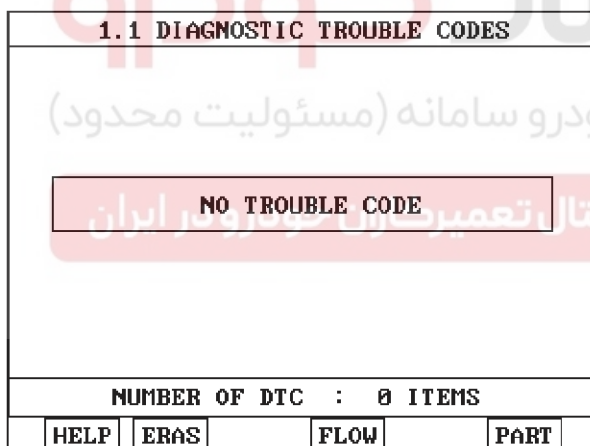 1.1 DIAGNOSTIC TROUBLE CODES
ودرو سامانه (مسئولیت محدود)
NO TROUBLE CODE
تال تعمیرکاران خودرو در ایران
NUMBER OF DTC : 0 ITEMS
HELP ERAS FLOW PART